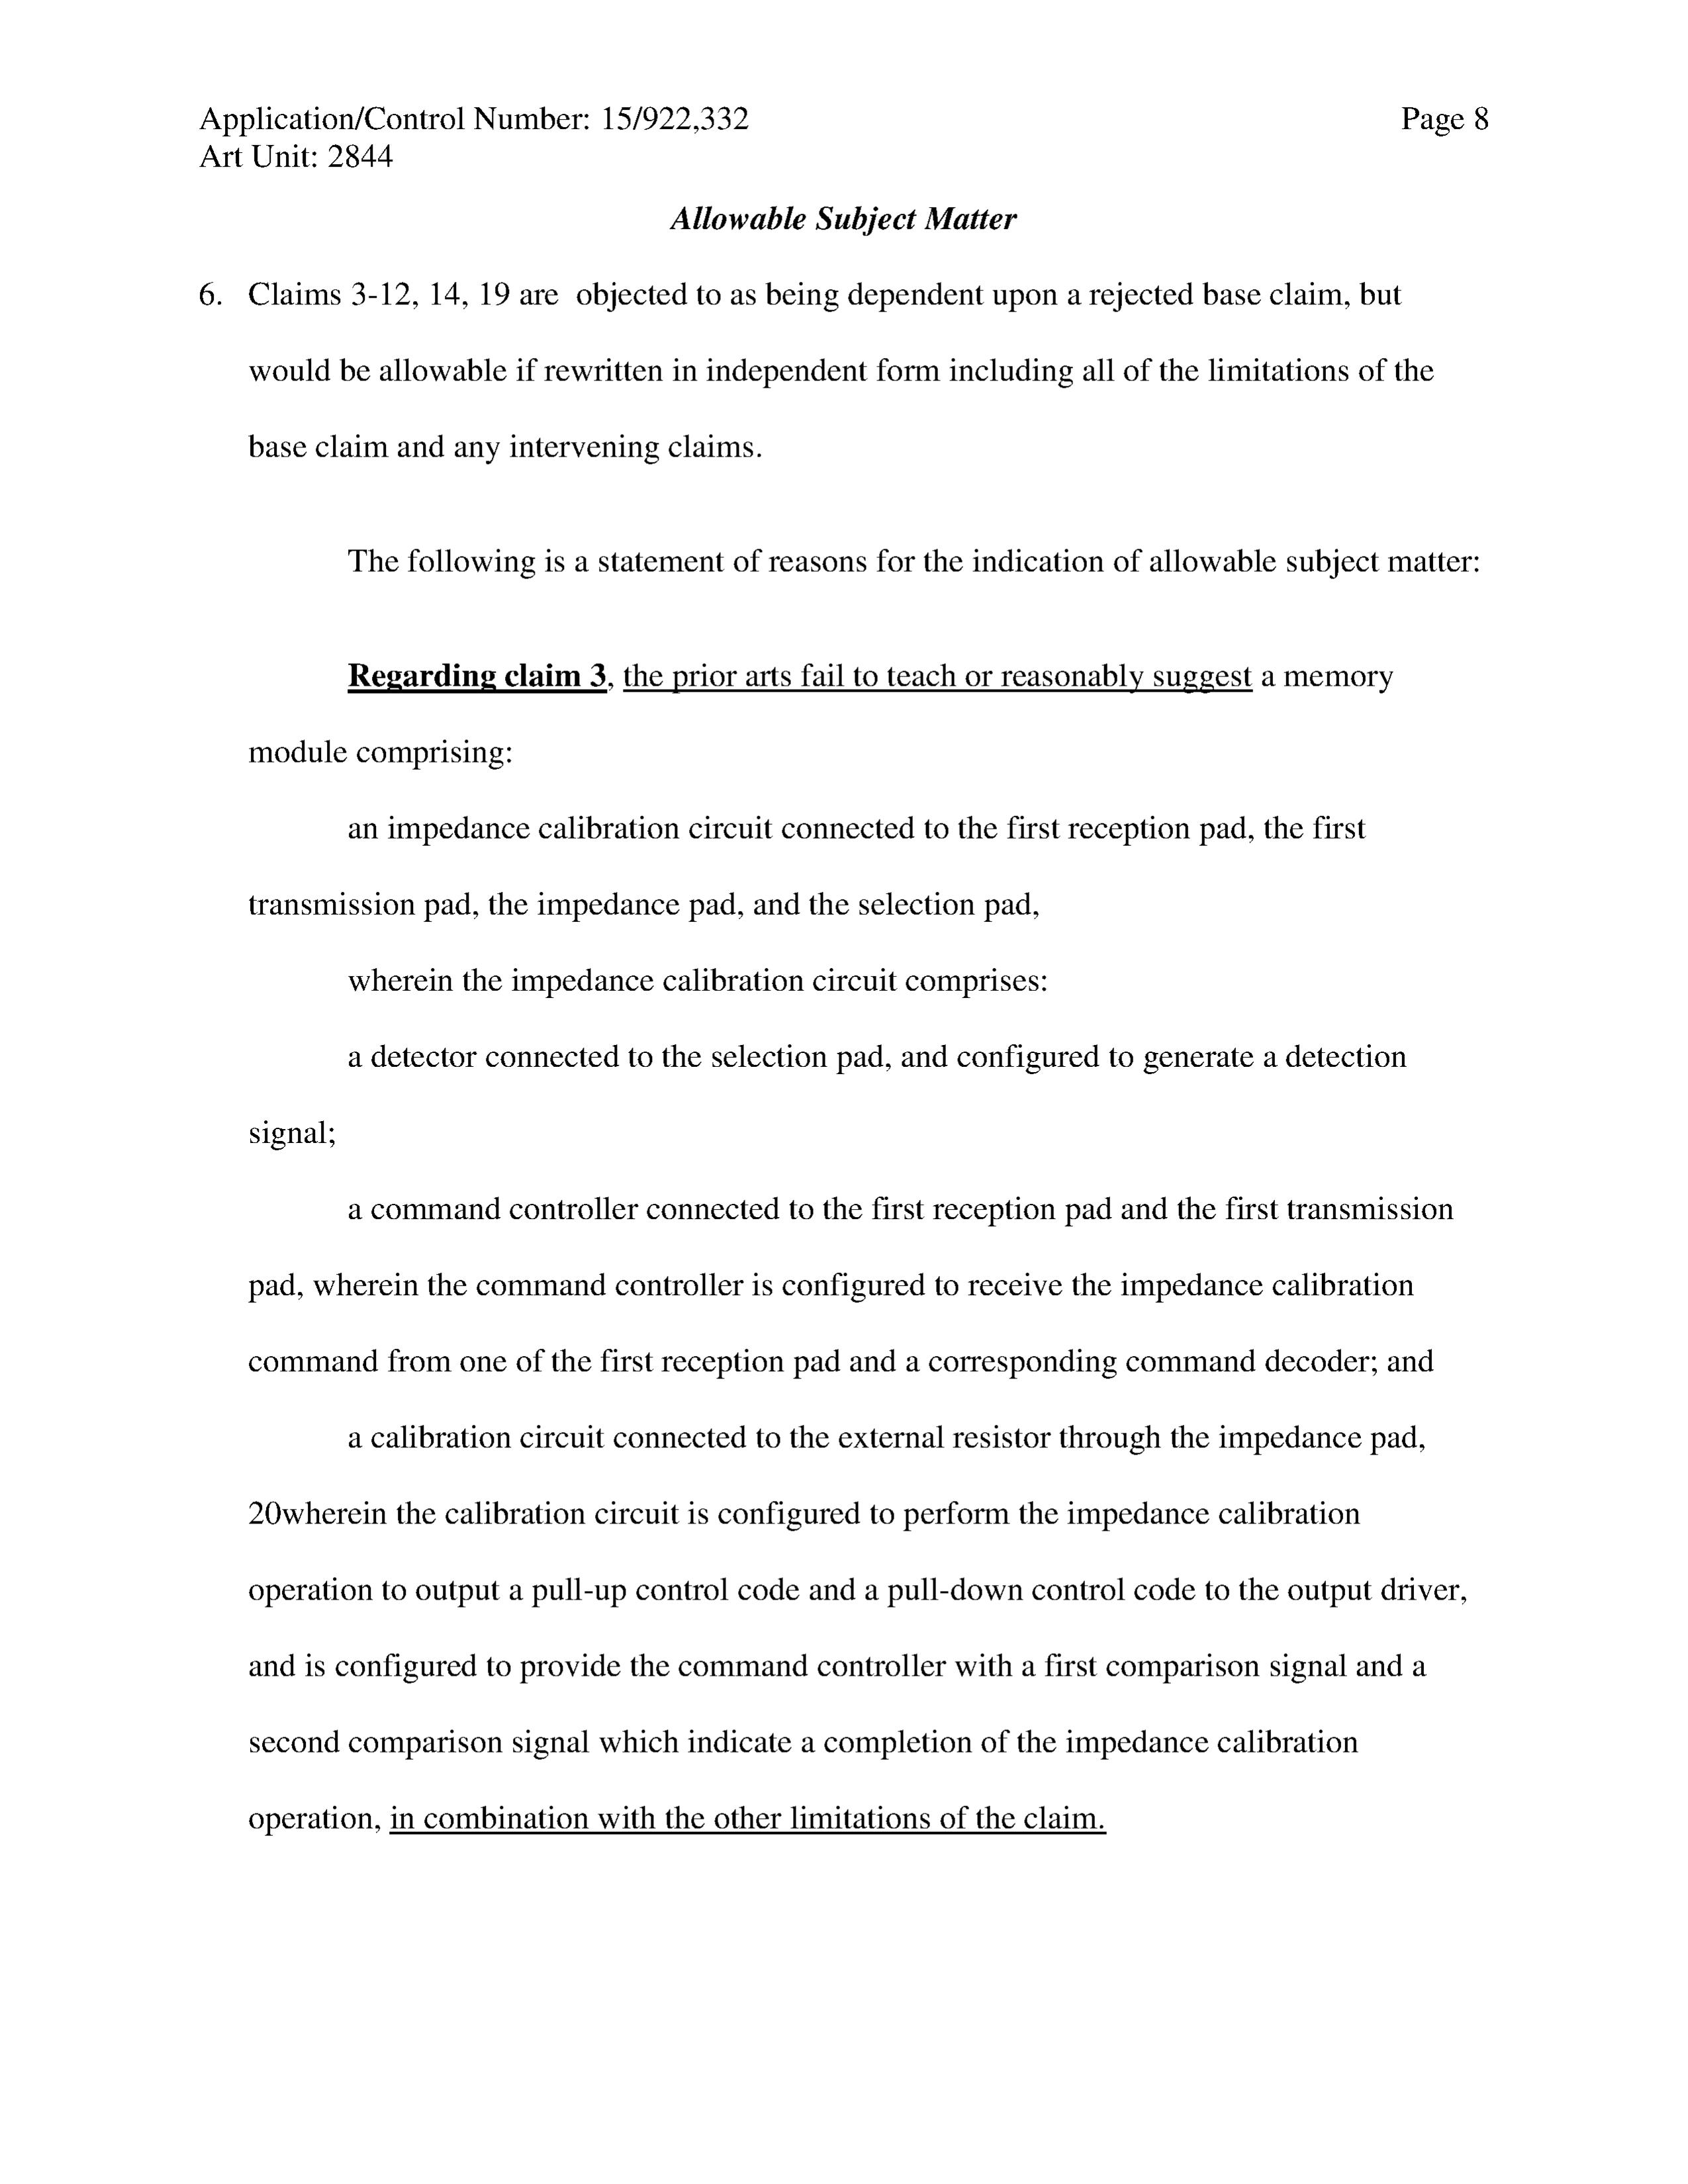 Application/Control Number: 15/922,332 Page 8
Art Unit: 2844
Allowable Subject Matter
6. Claims 3-12, 14, 19 are  objected to as being dependent upon a rejected base claim, but
would be allowable if rewritten in independent form including all of the limitations of the
base claim and any intervening claims.
The following is a statement of reasons for the indication of allowable subject matter:
Regarding claim 3, the prior arts fail to teach or reasonably suggest a memory
module comprising:
an impedance calibration circuit connected to the first reception pad, the first
transmission pad, the impedance pad, and the selection pad,
wherein the impedance calibration circuit comprises:
a detector connected to the selection pad, and configured to generate a detection
signal;
a command controller connected to the first reception pad and the first transmission
pad, wherein the command controller is configured to receive the impedance calibration
command from one of the first reception pad and a corresponding command decoder; and
a calibration circuit connected to the external resistor through the impedance pad,
20wherein the calibration circuit is configured to perform the impedance calibration
operation to output a pull-up control code and a pull-down control code to the output driver,
and is configured to provide the command controller with a first comparison signal and a
second comparison signal which indicate a completion of the impedance calibration
operation, in combination with the other limitations of the claim.